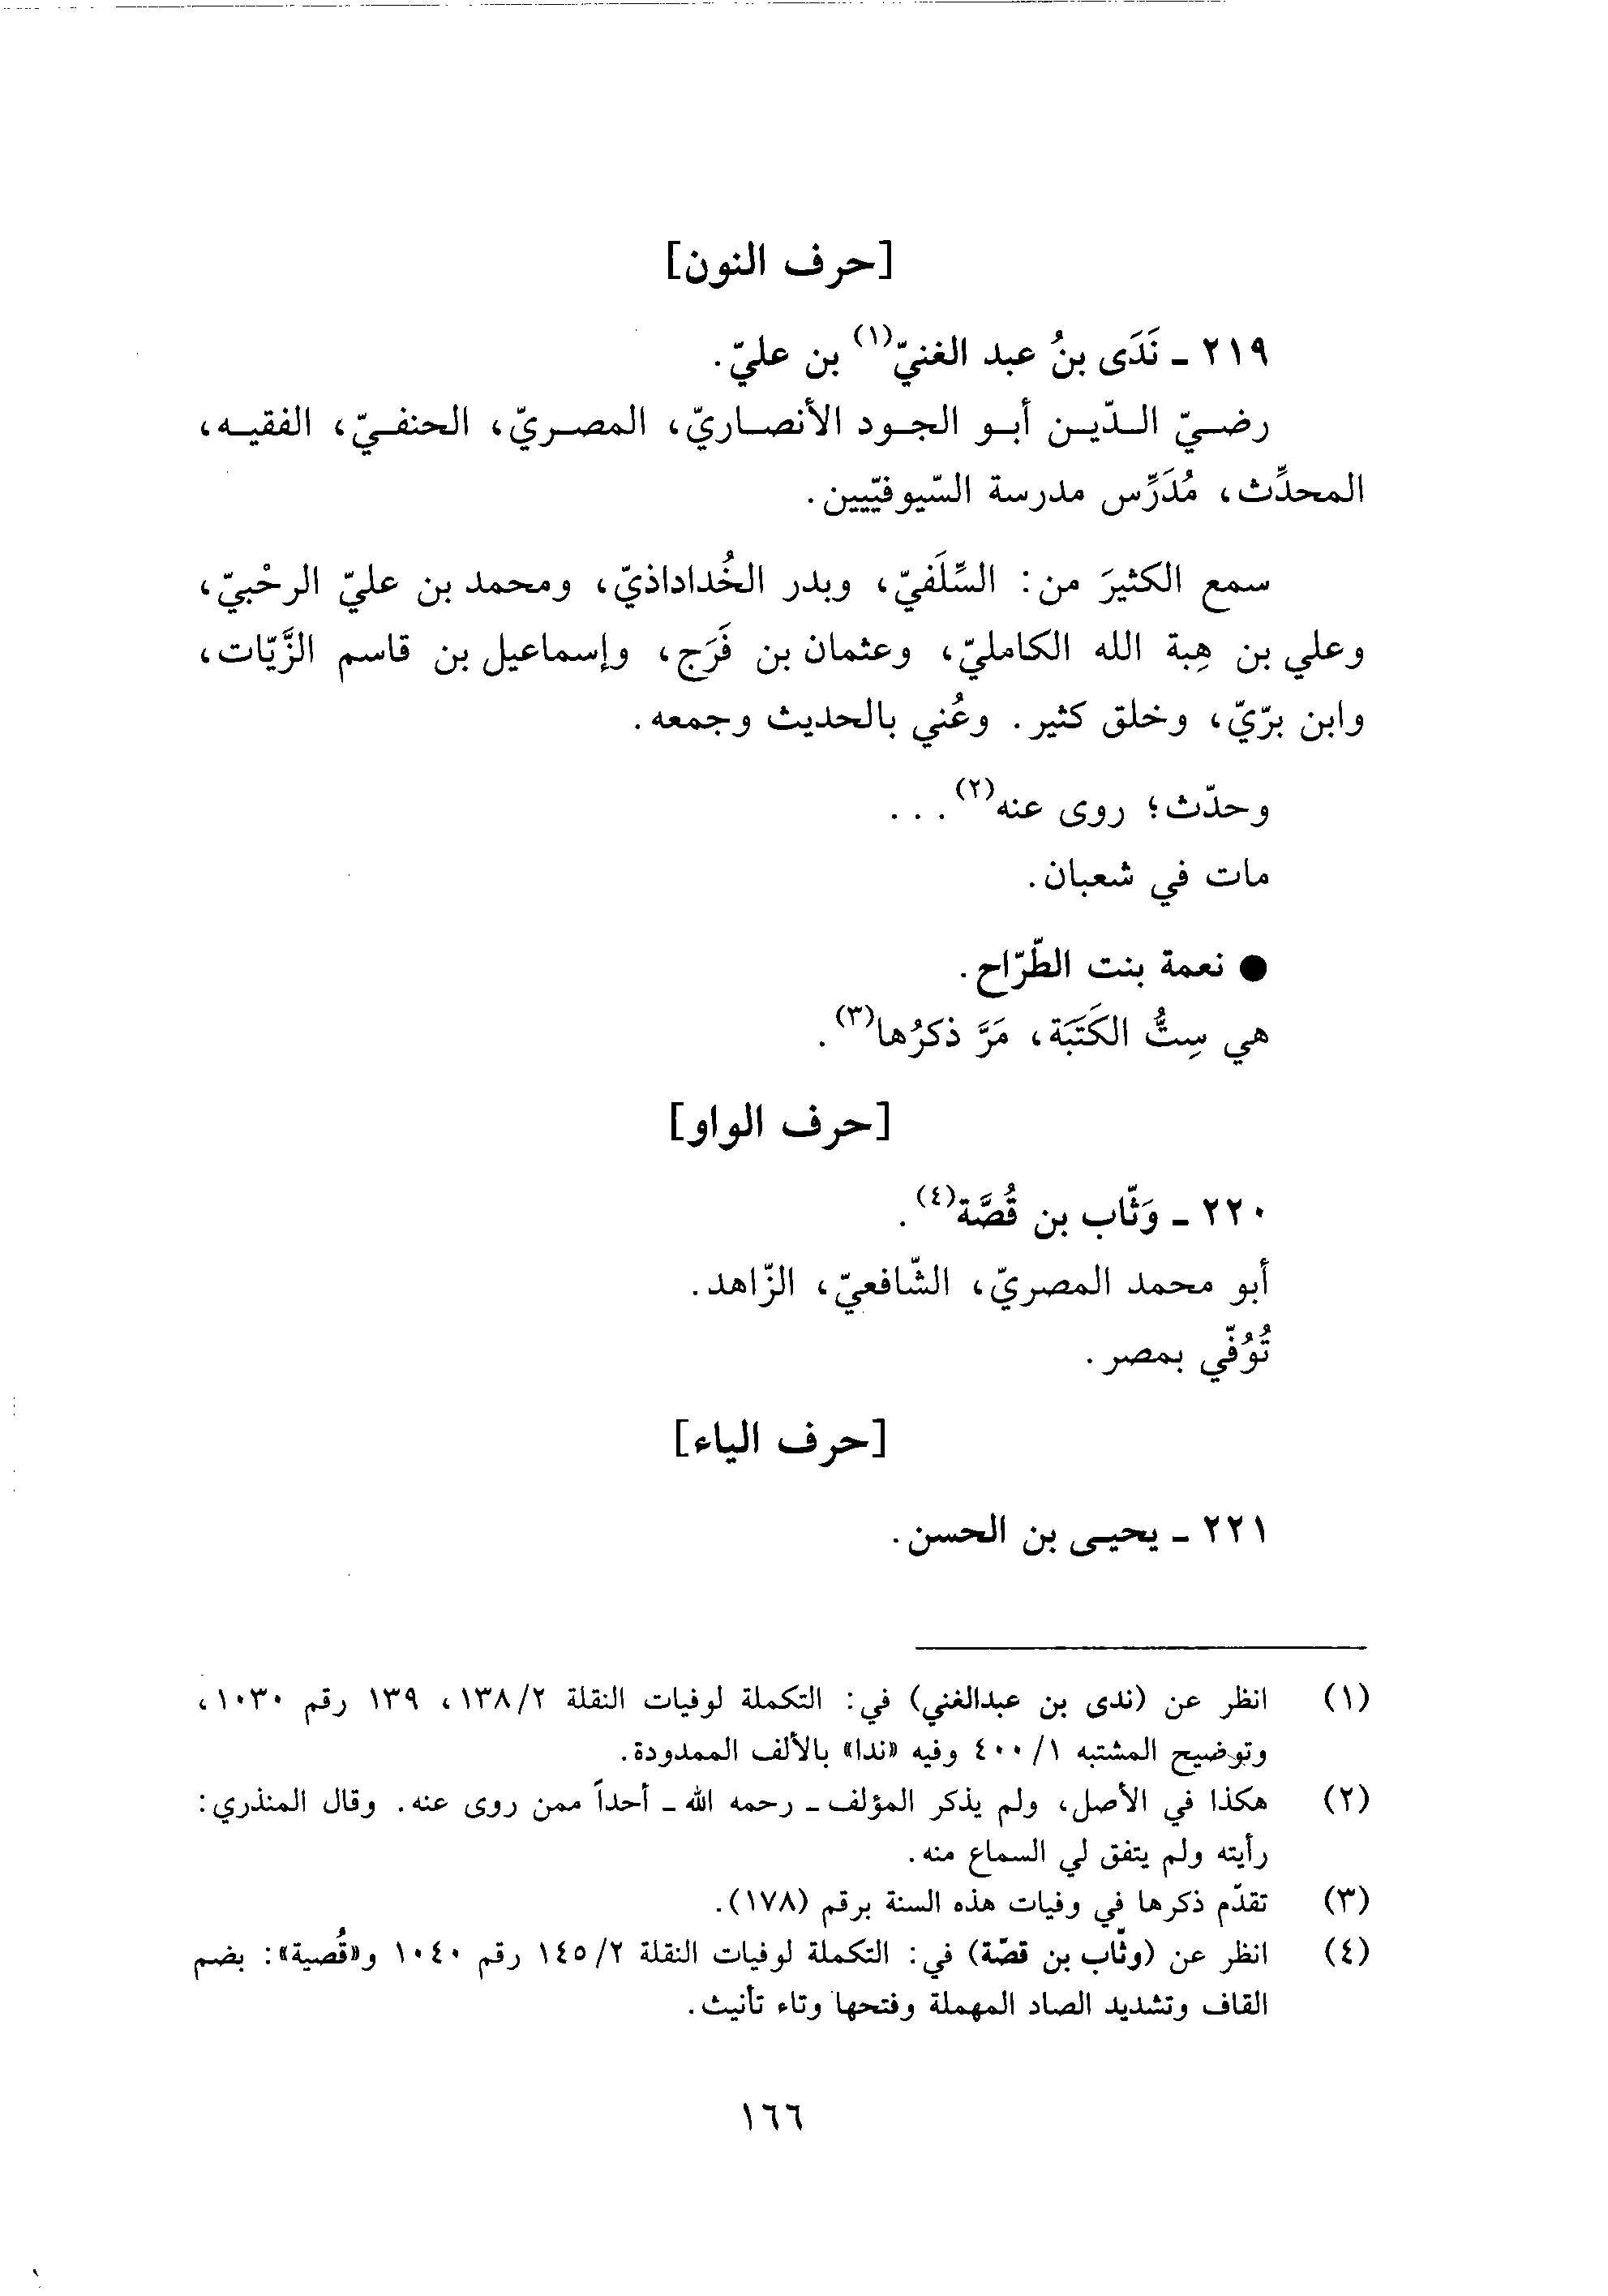 [حرف النون]
٢١٩ - نَدَى بنُ عبد الغنيّ(١) بن عليّ.
رضيّ الدّين أبو الجود الأنصاريّ، المصريّ، الحنفيّ، الفقيه،
المحدِّث، مُدَرِّس مدرسة السّيوفيّيين.
سمع الكثيرَ من: السِّلَفيّ، وبدر الخُداداذيّ، ومحمد بن عليّ الرحْبيّ،
وعلي بن هِبة الله الكامليّ، وعثمان بن فَرَج، وإسماعيل بن قاسم الزَّيّات،
وابن برّيّ، وخلق كثير. وعُني بالحديث وجمعه.
وحدّث؛ روى عنه(٢) . . .
مات في شعبان.
● نعمة بنت الطّرّاح.
هي سِتُّ الكَتَبَة، مَرَّ ذكرُها(٣).
[حرف الواو]
٢٢٠ - وَثّاب بن قُصَّة(٤).
أبو محمد المصريّ، الشّافعيّ، الزّاهد.
تُوُفّي بمصر.
[حرف الياء]
٢٢١ - يحيى بن الحسن.
(١) انظر عن (ندى بن عبدالغني) في: التكملة لوفيات النقلة ١٣٨/٢، ١٣٩ رقم ١٠٣٠،
وتوضيح المشتبه ٤٠٠/١ وفيه «ندا» بالألف الممدودة.
(٢) هكذا في الأصل، ولم يذكر المؤلف - رحمه الله - أحداً ممن روى عنه. وقال المنذري:
رأيته ولم يتفق لي السماع منه.
(٣) تقدّم ذكرها في وفيات هذه السنة برقم (١٧٨).
(٤) انظر عن (وثّاب بن قصّة) في: التكملة لوفيات النقلة ١٤٥/٢ رقم ١٠٤٠ و«قُصية»: بضم
القاف وتشديد الصاد المهملة وفتحها وتاء تأنيث.
١٦٦